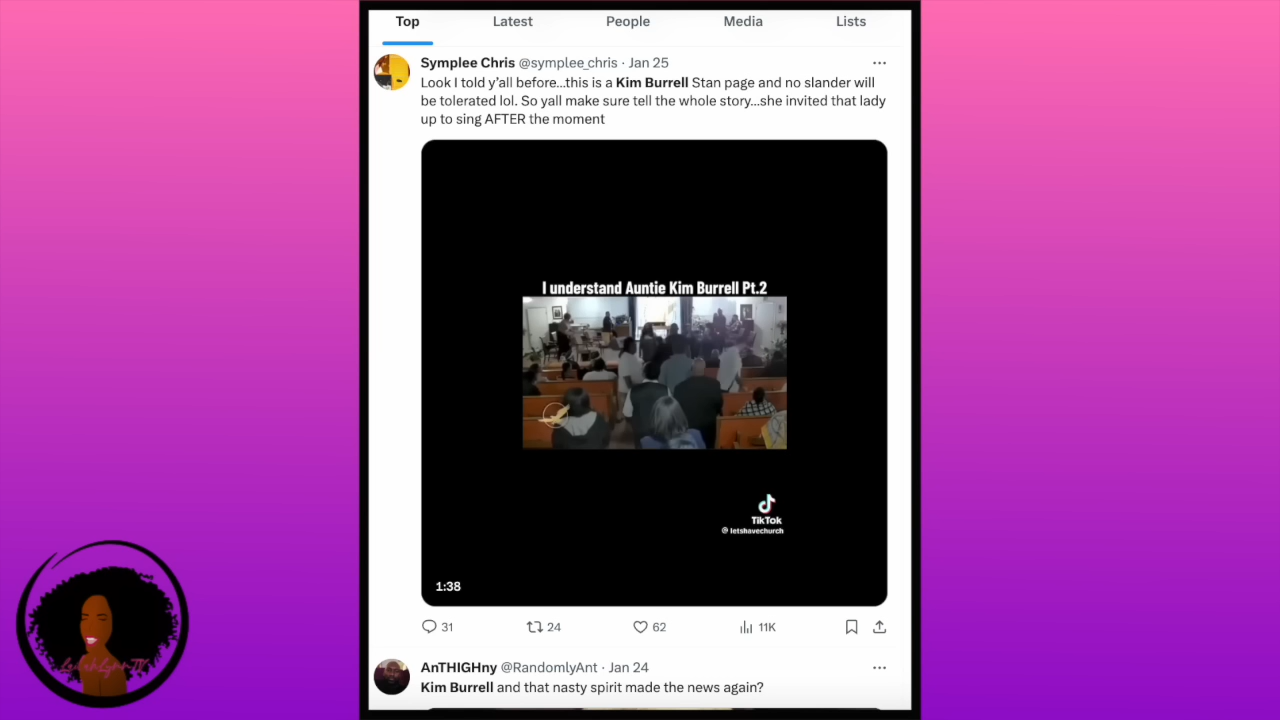 Top Latest People Media Lists
Symplee Chris @symplee_chris · Jan 25
Look I told y'all before...this is a Kim Burrell Stan page and no slander will
be tolerated lol. So yall make sure tell the whole story...she invited that lady
up to sing AFTER the moment
I understand Auntie Kim Burrell Pt.2
TikTok
@letshavechurch
1:38
31 24 62 11K
AnTHIGHny @RandomlyAnt · Jan 24
Kim Burrell and that nasty spirit made the news again?